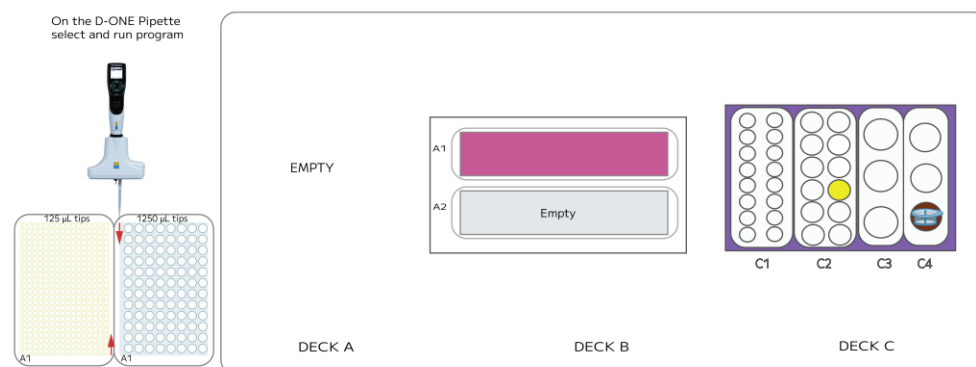 On the D-ONE Pipette
select and run program
125 µL tips
1250 µL tips
A1
A1
EMPTY
A1
A2
Empty
C1
C2
C3
C4
DECK A
DECK B
DECK C